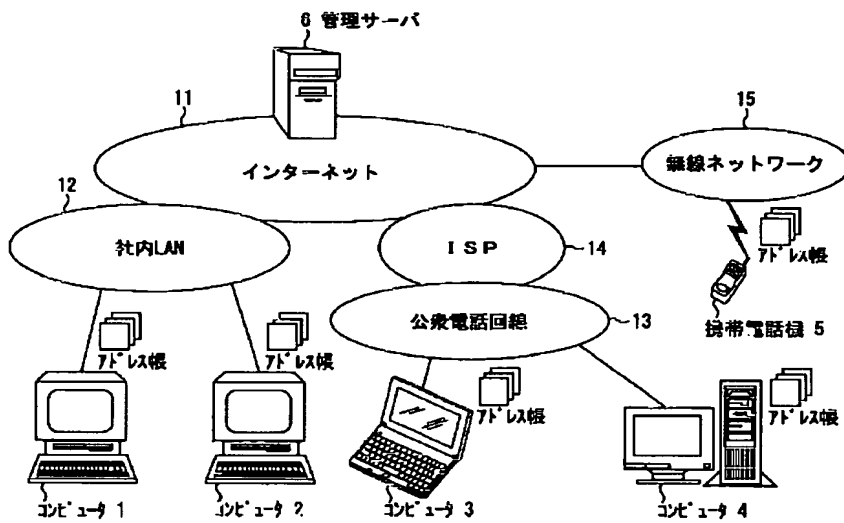 6 管理サーバ
11
15
インターネット
無線ネットワーク
12
社内LAN
ISP
14
アドレス帳
公衆電話回線
13
携帯電話機 5
アドレス帳
アドレス帳
アドレス帳
アドレス帳
コンピュータ 1
コンピュータ 2
コンピュータ 3
コンピュータ 4